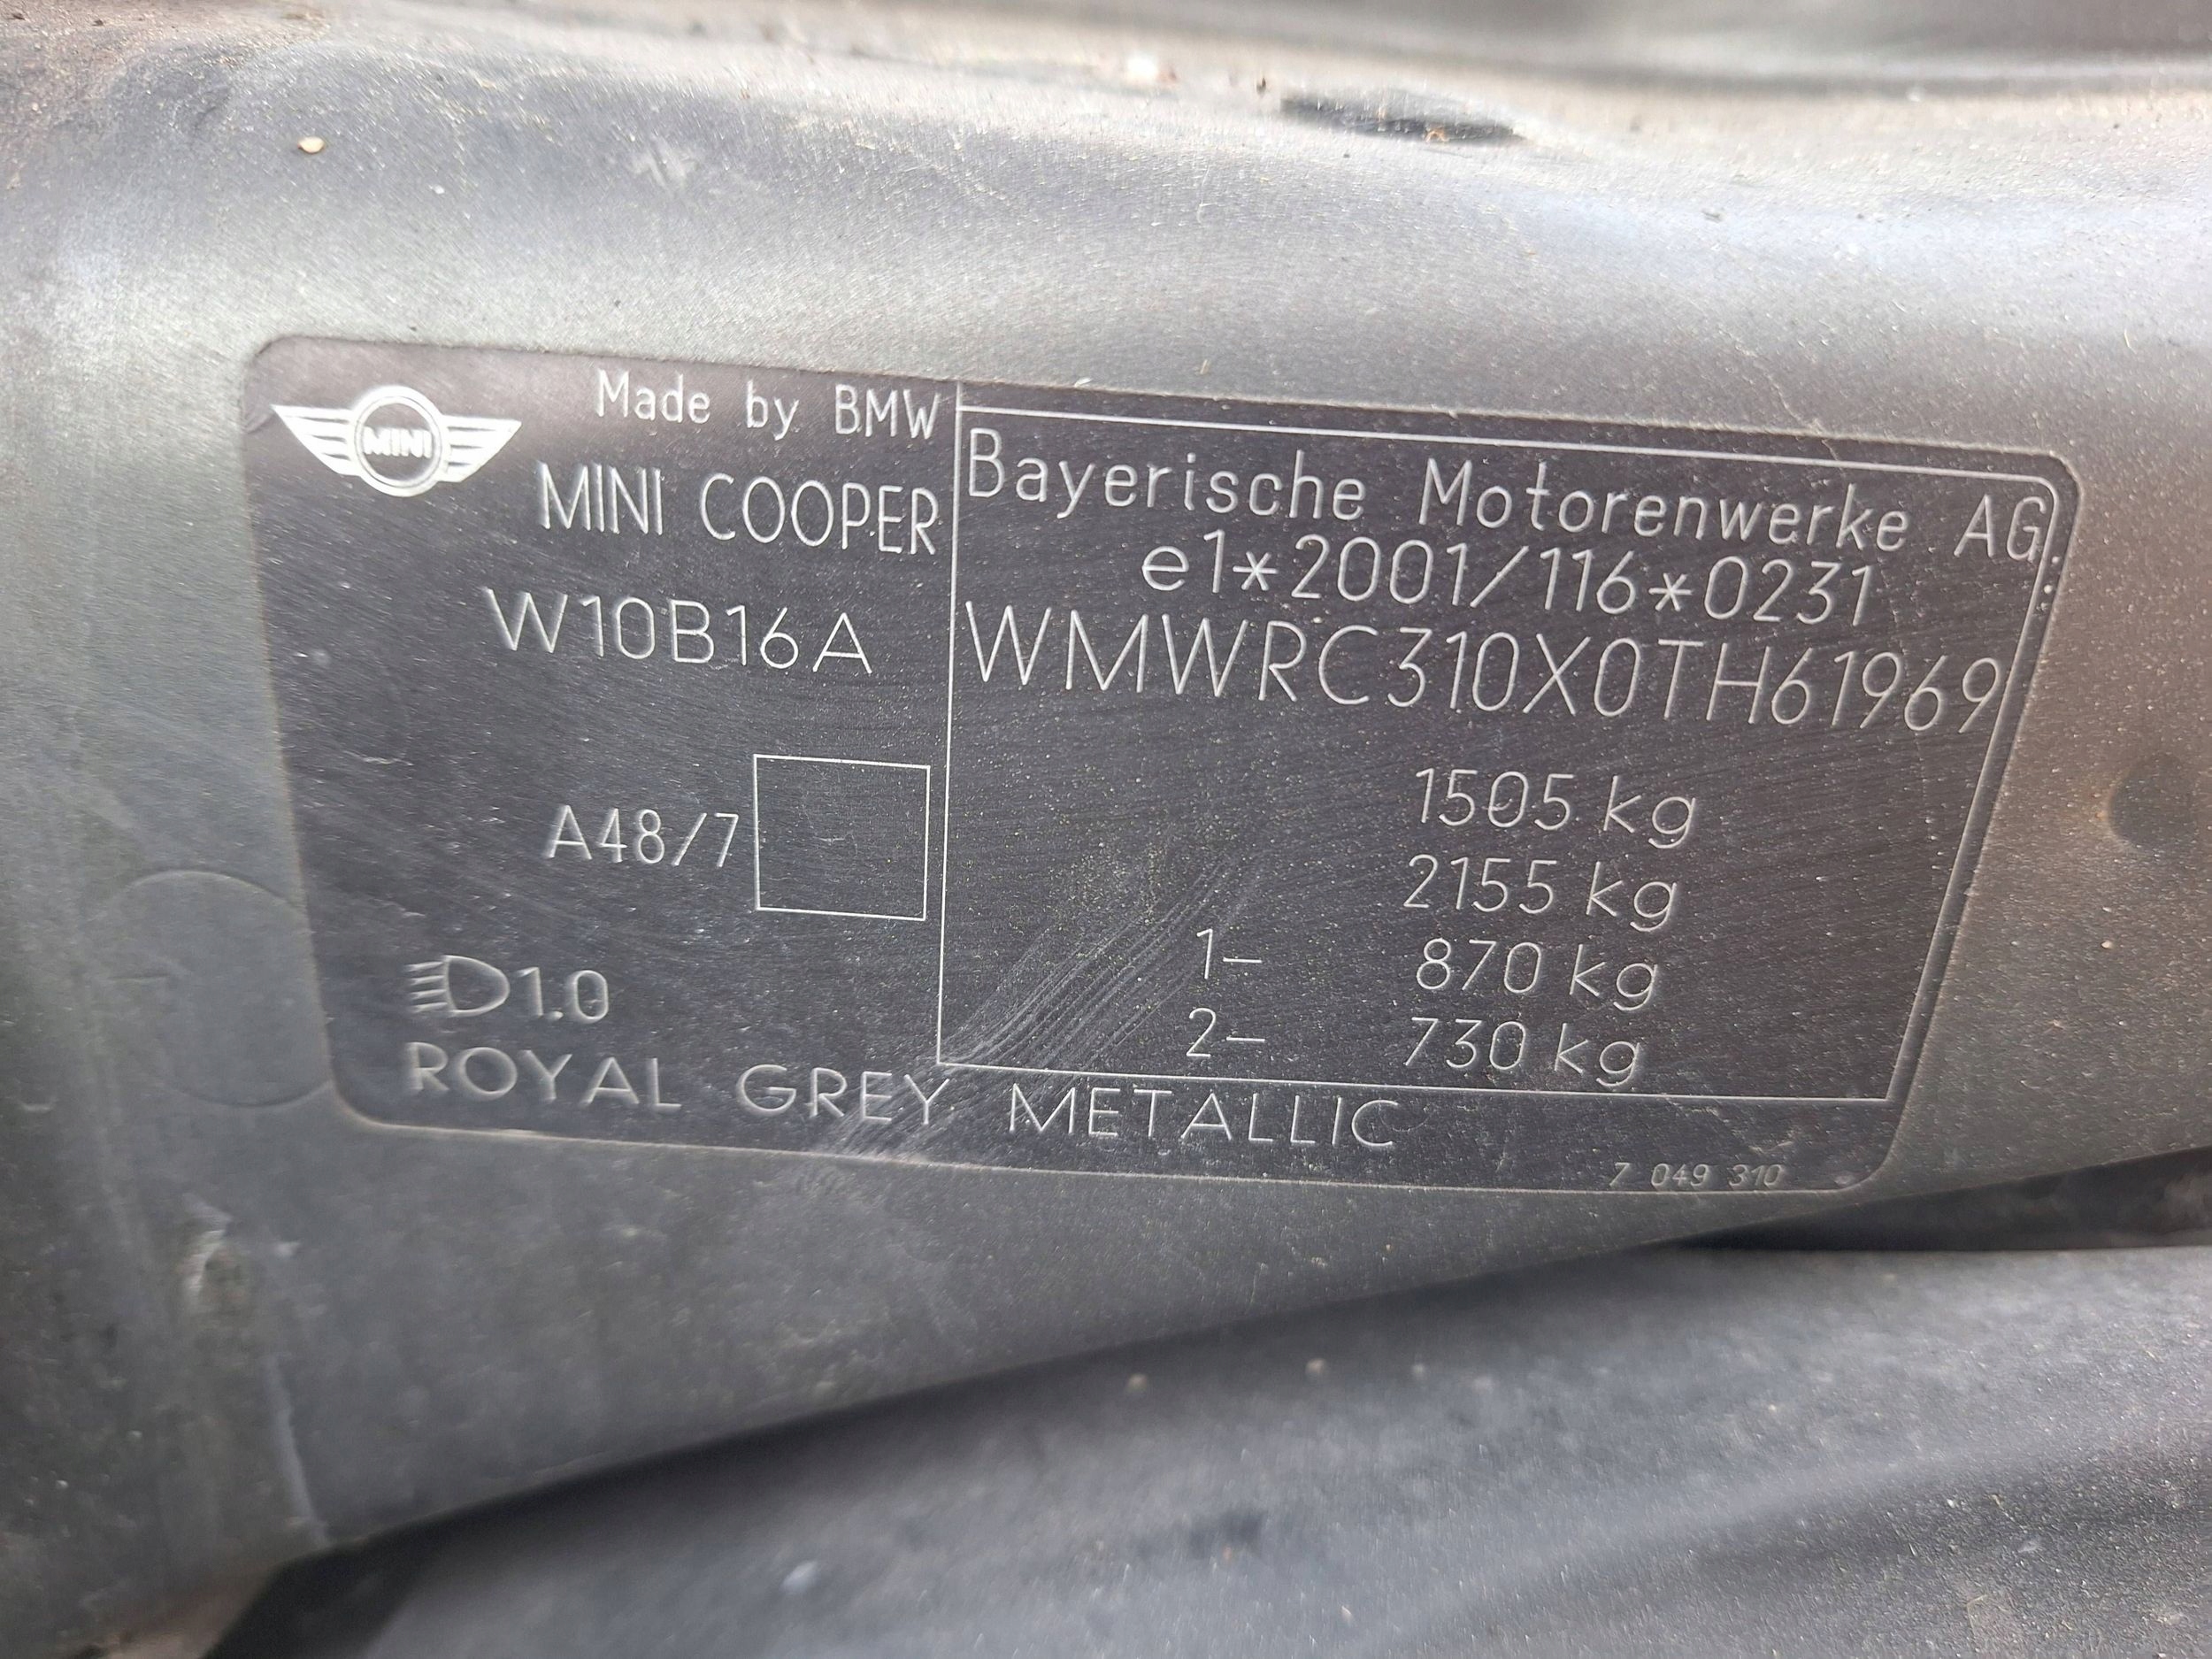 MINI
Made by BMW
MINI COOPER
W10B16A
A48/7
1.0
ROYAL GREY METALLIC
Bayerische Motorenwerke AG
e1*2001/116*0231
WMWRC310X0TH61969
1505 kg
2155 kg
1- 870 kg
2- 730 kg
7 049 310